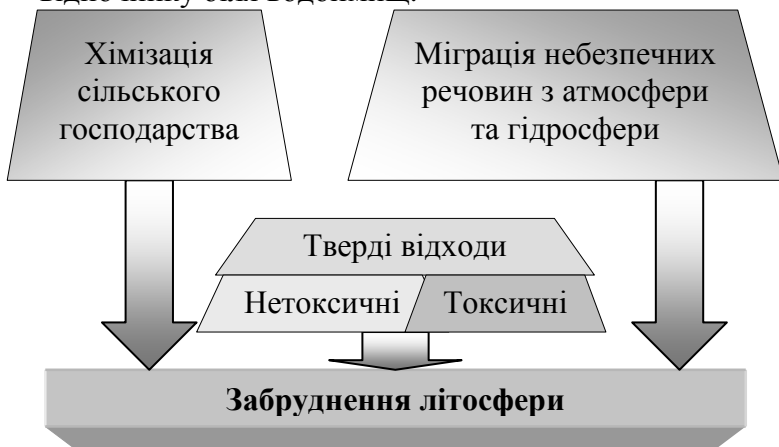 Хімізація
сільського
господарства
Міграція небезпечних
речовин з атмосфери
та гідросфери
Тверді відходи
Нетоксичні
Токсичні
Забруднення літосфери